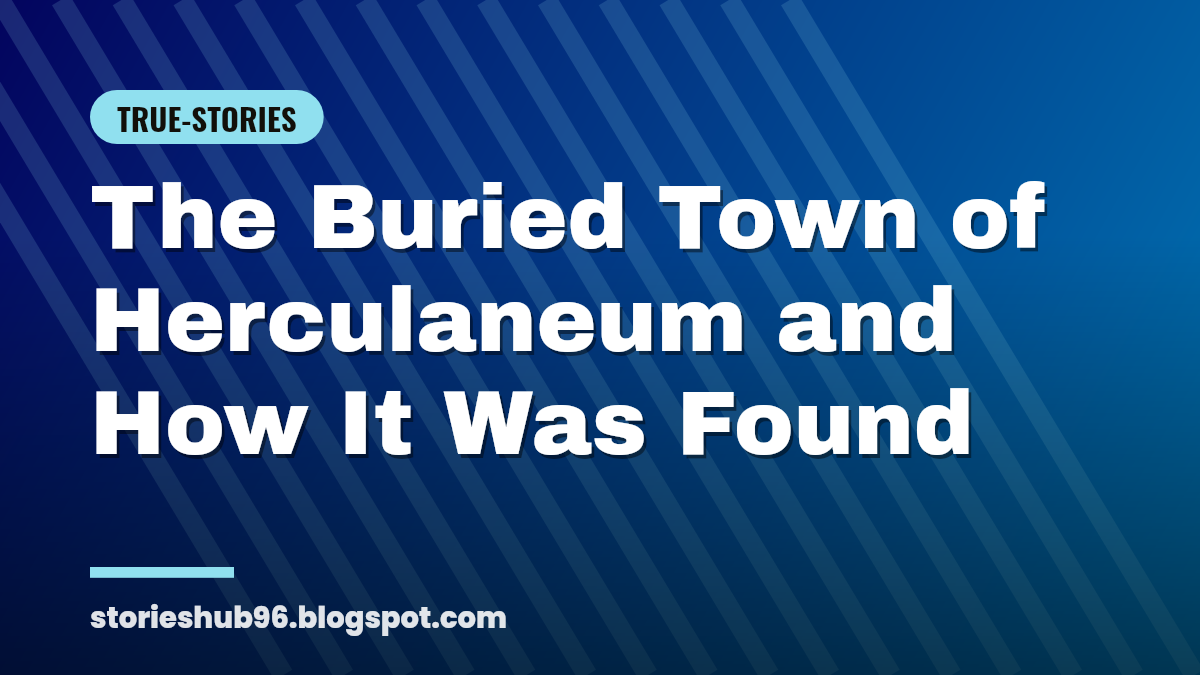 TRUE-STORIES
The Buried Town of
Herculaneum and
How It Was Found
storieshub96.blogspot.com